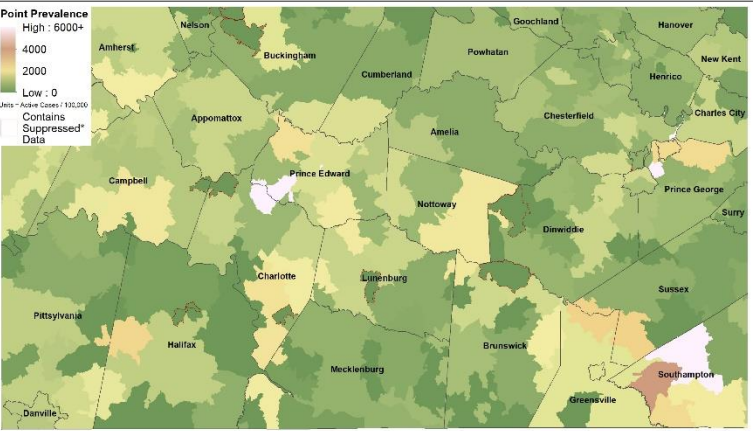 Point Prevalence
High : 6000+
4000
2000
Low : 0
Units = Active Cases / 100,000
Contains
Suppressed*
Data
Nelson
Goochland
Hanover
Amherst
Buckingham
Powhatan
New Kent
Cumberland
Henrico
Appomattox
Chesterfield
Charles City
Amelia
Campbell
Prince Edward
Prince George
Nottoway
Surry
Dinwiddie
Charlotte
Lunenburg
Sussex
Pittsylvania
Halifax
Brunswick
Mecklenburg
Southampton
Greensville
Danville